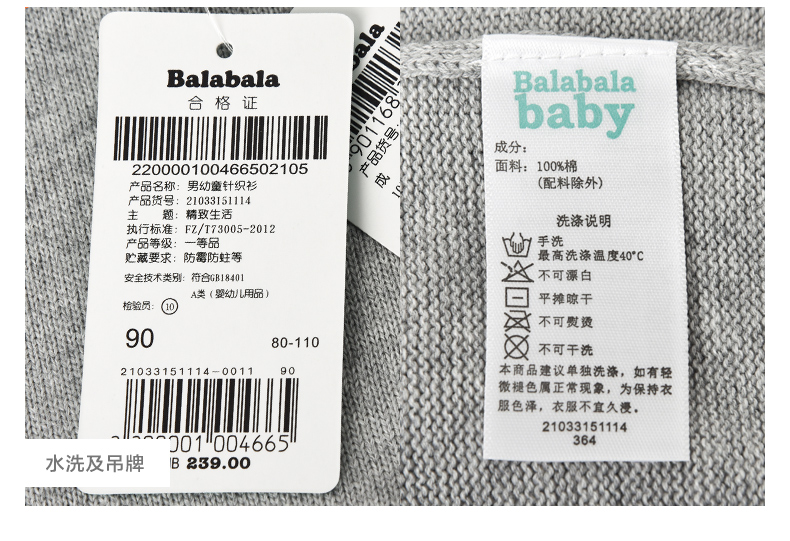 Balabala
合格证
220000100466502105
产品名称：男幼童针织衫
产品货号：21033151114
主　　题：精致生活
执行标准：FZ/T73005-2012
产品等级：一等品
贮藏要求：防霉防蛀等
安全技术类别：符合GB18401
A类（婴幼儿用品）
检验员：10
90
80-110
21033151114-0011 90
001 004665
239.00
水洗及吊牌
产品货号
成
Balabala
baby
成分：
面料：100%棉
（配料除外）
洗涤说明
手洗
最高洗涤温度40°C
不可漂白
平摊晾干
不可熨烫
不可干洗
本商品建议单独洗涤，如有轻
微褪色属正常现象，为保持衣
服色泽，衣服不宜久浸。
21033151114
364